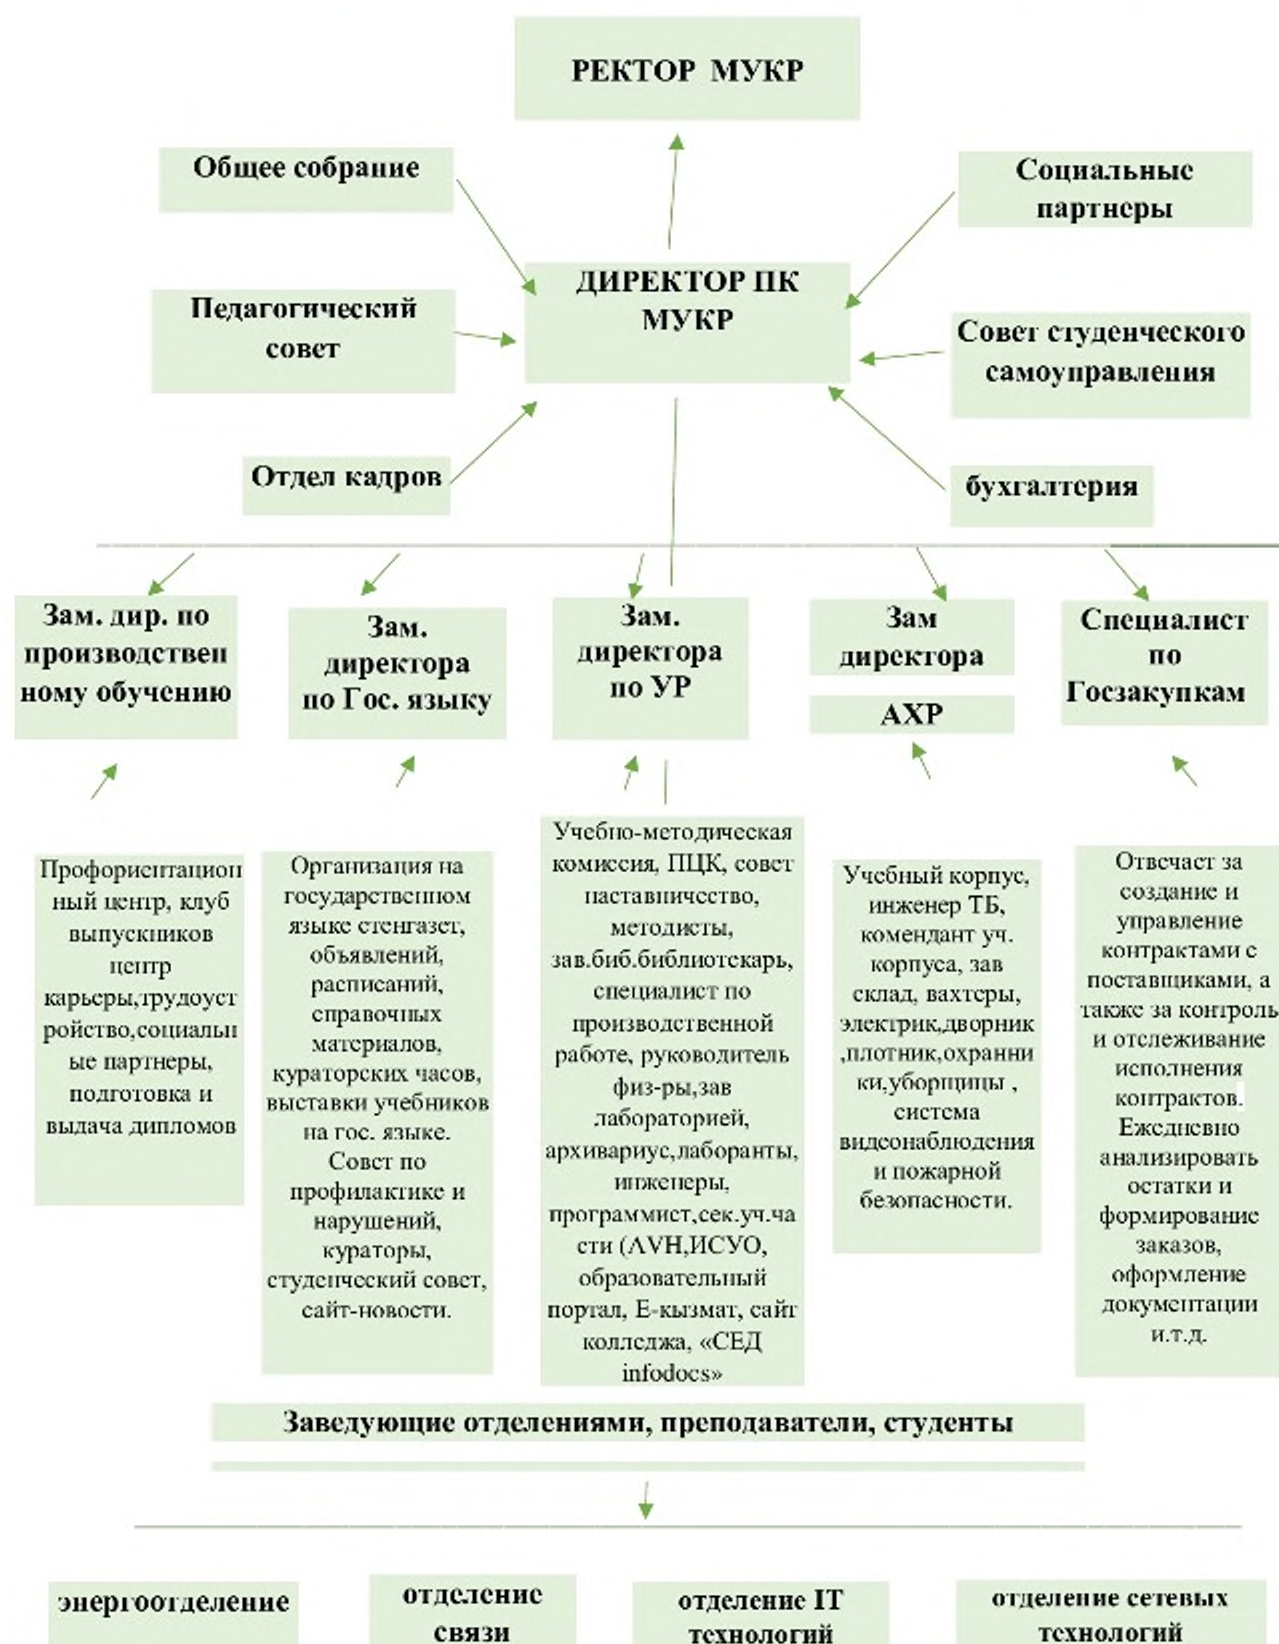 РЕКТОР МУКР
Общее собрание
Социальные
партнеры
ДИРЕКТОР ПК
МУКР
Педагогический
совет
Совет студенческого
самоуправления
Отдел кадров
бухгалтерия
Зам. дир. по
производствен
ному обучению
Зам.
директора
по Гос. языку
Зам.
директора
по УР
Зам
директора
АХР
Специалист
по
Госзакупкам
Профориентацион
ный центр, клуб
выпускников
центр
карьеры,трудоуст
ройство,социальн
ые партнеры,
подготовка и
выдача дипломов
Организация на
государственном
языке стенгазет,
объявлений,
расписаний,
справочных
материалов,
кураторских часов,
выставки учебников
на гос. языке.
Совет по
профилактике и
нарушений,
кураторы,
студенческий совет,
сайт-новости.
Учебно-методическая
комиссия, ПЦК, совет
наставничество,
методисты,
зав.биб.библиотекарь,
специалист по
производственной
работе, руководитель
физ-ры,зав
лабораторией,
архивариус,лаборанты,
инженеры,
программист,сек.уч.ча
сти (AVH,ИСУО,
образовательный
портал, Е-кызмат, сайт
колледжа, «СЕД
infodocs»
Учебный корпус,
инженер ТБ,
комендант уч.
корпуса, зав
склад, вахтеры,
электрик,дворник
,плотник,охранни
ки,уборщицы ,
система
видеонаблюдения
и пожарной
безопасности.
Отвечает за
создание и
управление
контрактами с
поставщиками, а
также за контроль
и отслеживание
исполнения
контрактов.
Ежедневно
анализировать
остатки и
формирование
заказов,
оформление
документации
и.т.д.
Заведующие отделениями, преподаватели, студенты
энергоотделение
отделение
связи
отделение IT
технологий
отделение сетевых
технологий